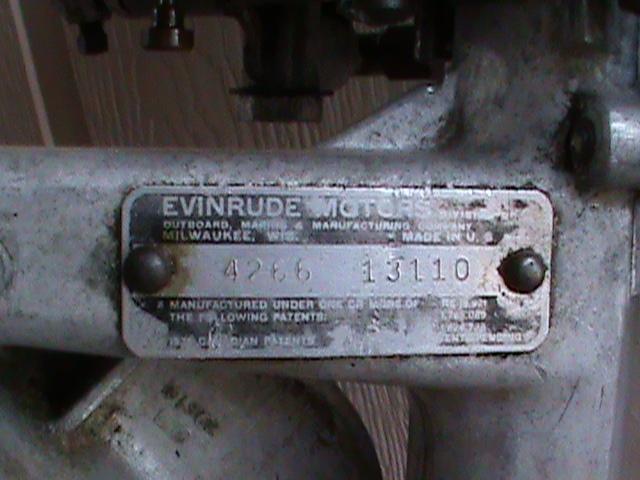 EVINRUDE MOTORS
OUTBOARD, MARINE & MANUFACTURING COMPANY
MILWAUKEE, WIS. MADE IN U.
4266 13110
MANUFACTURED UNDER ONE OR MORE OF
THE FOLLOWING PATENTS:
CANADIAN PATENTS PENDING